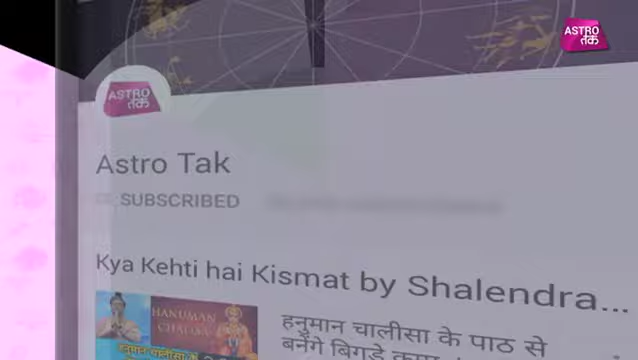 ASTRO
तक
ASTRO
तक
Astro Tak
SUBSCRIBED
Kya Kehti hai Kismat by Shalendra...
HANUMAN
CHALISA
हनुमान चालीसा के पाठ से
बनेंगे बिगड़े काम